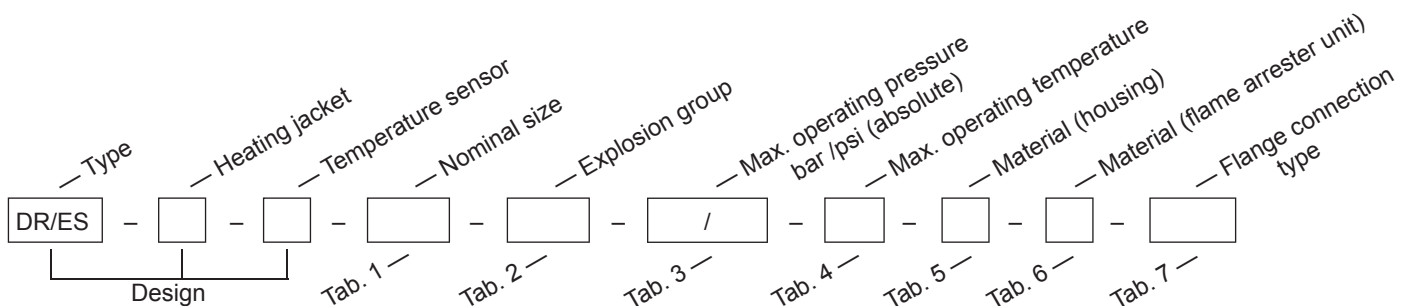 — Type
— Heating jacket
— Temperature sensor
— Nominal size
— Explosion group
— Max. operating pressure
bar /psi (absolute)
— Max. operating temperature
— Material (housing)
— Material (flame arrester unit)
— Flange connection
type
DR/ES – – – – – / – – – –
Design
Tab. 1 —
Tab. 2 —
Tab. 3 —
Tab. 4 —
Tab. 5 —
Tab. 6 —
Tab. 7 —